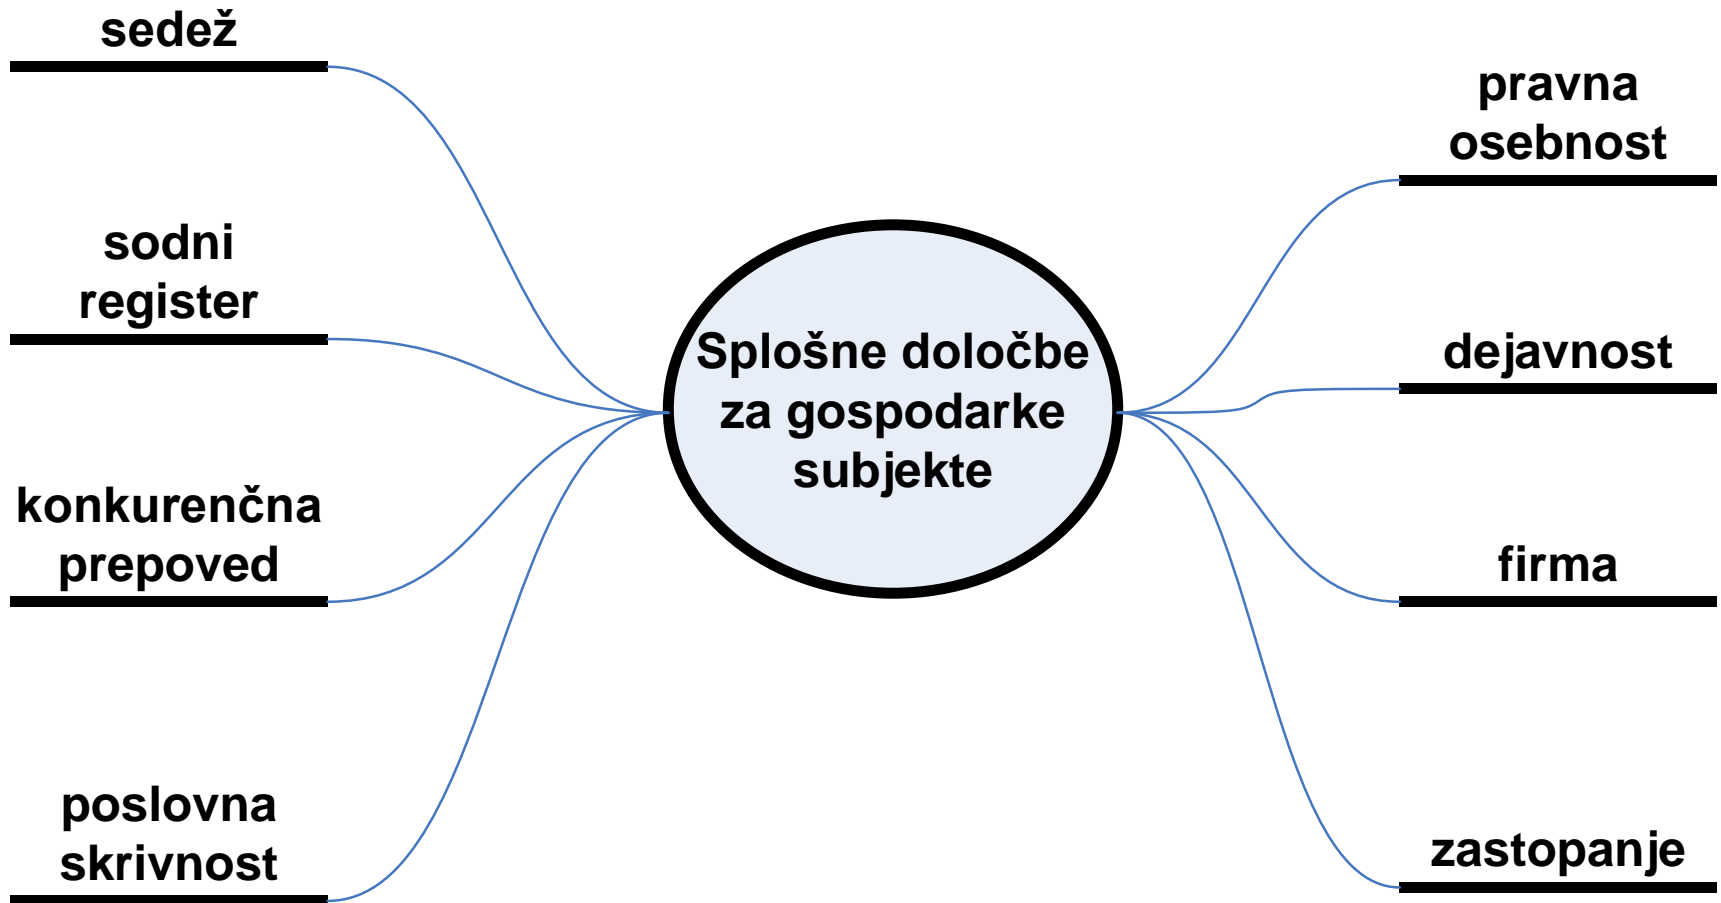 sedež
sodni
register
konkurenčna
prepoved
poslovna
skrivnost
Splošne določbe
za gospodarke
subjekte
pravna
osebnost
dejavnost
firma
zastopanje